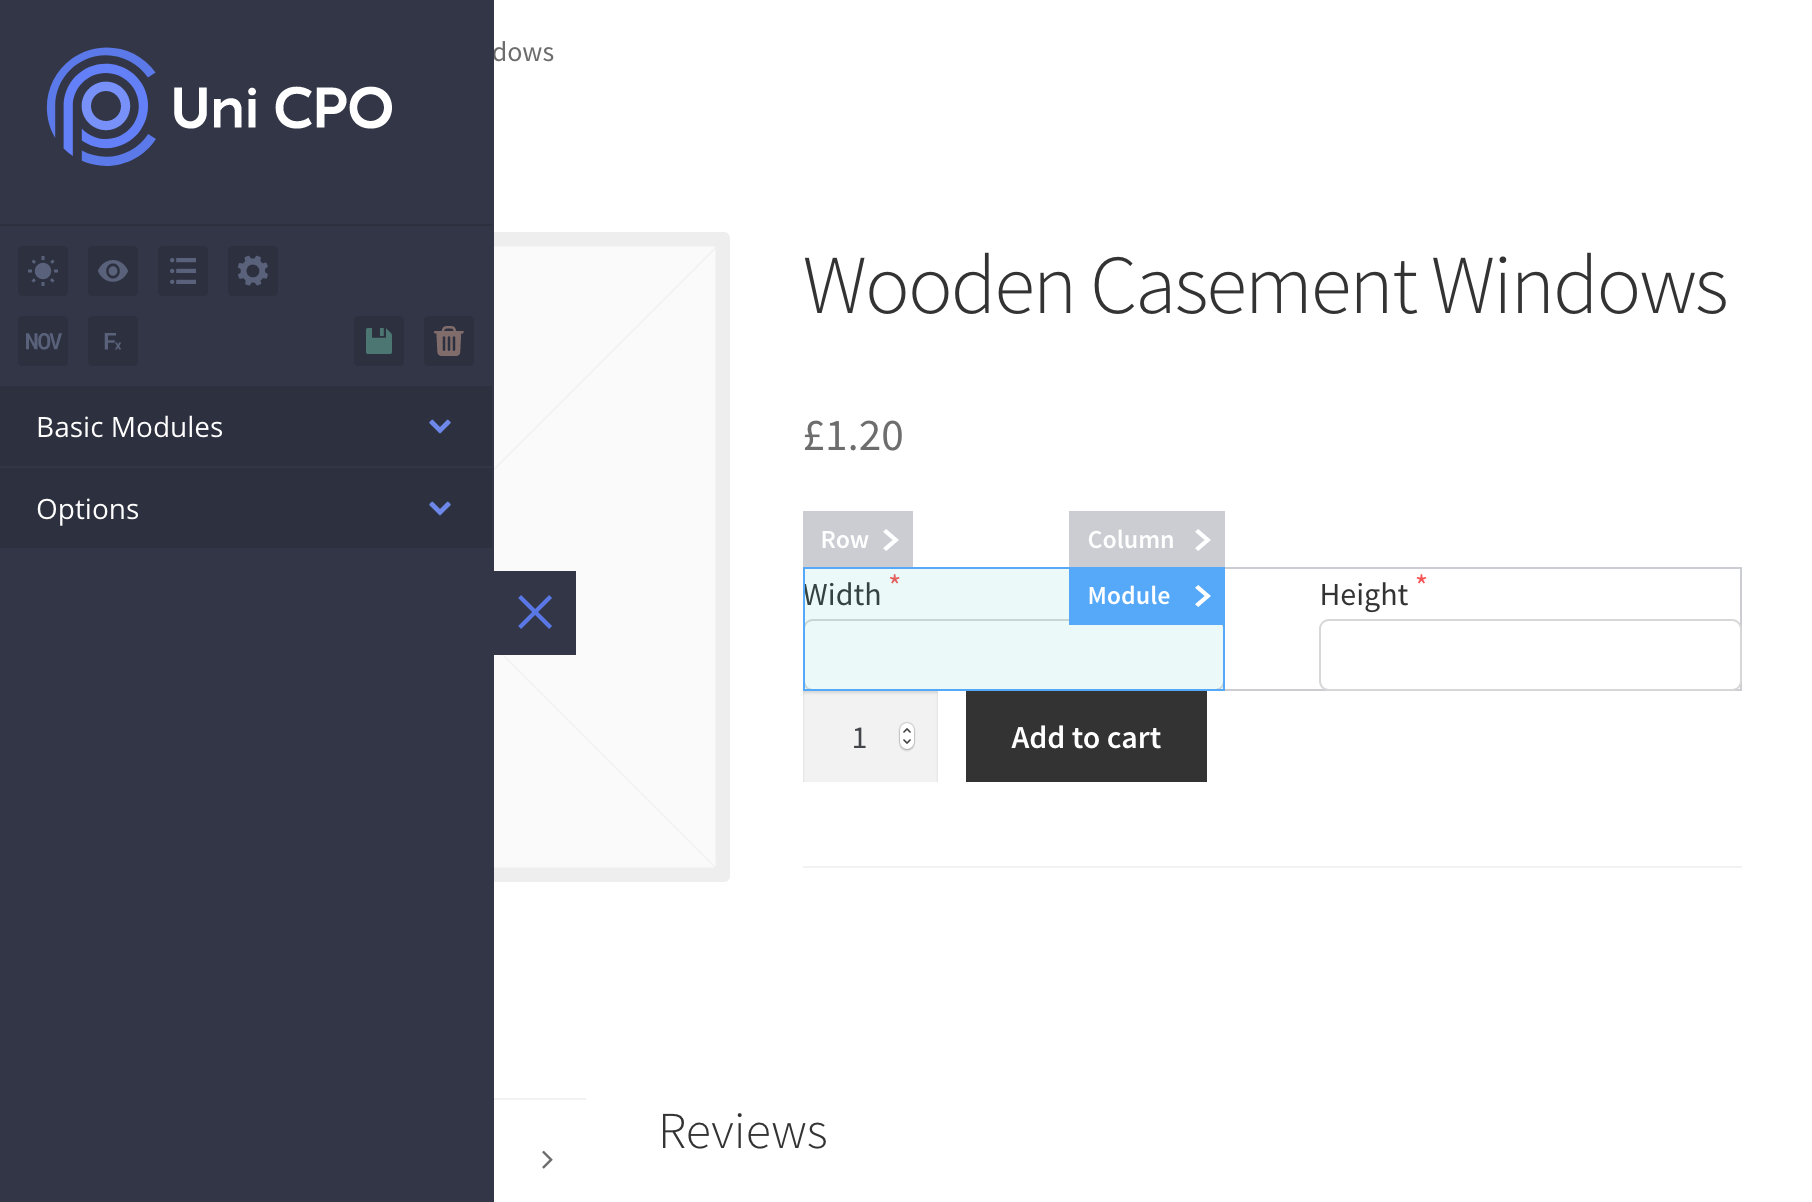 Uni CPO
NOV
Fx
Basic Modules
Options
dows
Wooden Casement Windows
£1.20
Row
Column
Width *
Module
Height *
1
Add to cart
Reviews